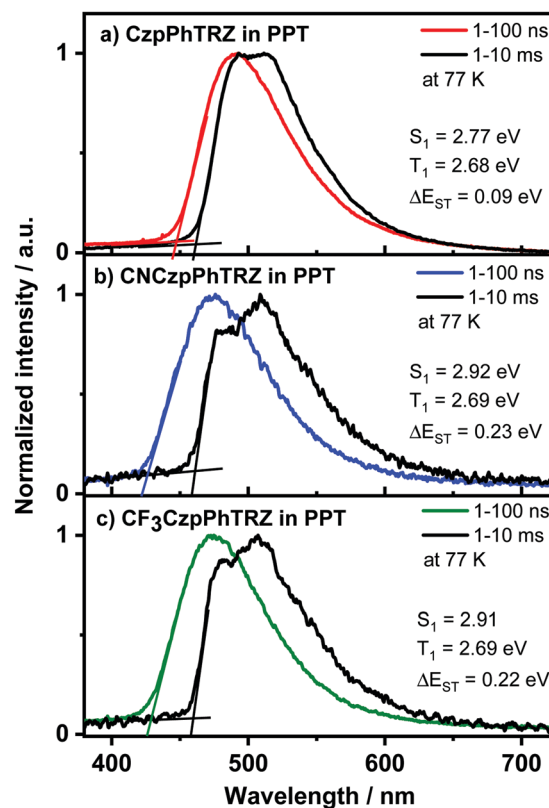 a) CzpPhTRZ in PPT
1-100 ns
1-10 ms
at 77 K
S₁ = 2.77 eV
T₁ = 2.68 eV
ΔE_ST = 0.09 eV
1
0
b) CNCzpPhTRZ in PPT
1-100 ns
1-10 ms
at 77 K
S₁ = 2.92 eV
T₁ = 2.69 eV
ΔE_ST = 0.23 eV
1
0
c) CF₃CzpPhTRZ in PPT
1-100 ns
1-10 ms
at 77 K
S₁ = 2.91
T₁ = 2.69 eV
ΔE_ST = 0.22 eV
1
0
Normalized intensity / a.u.
400 500 600 700
Wavelength / nm